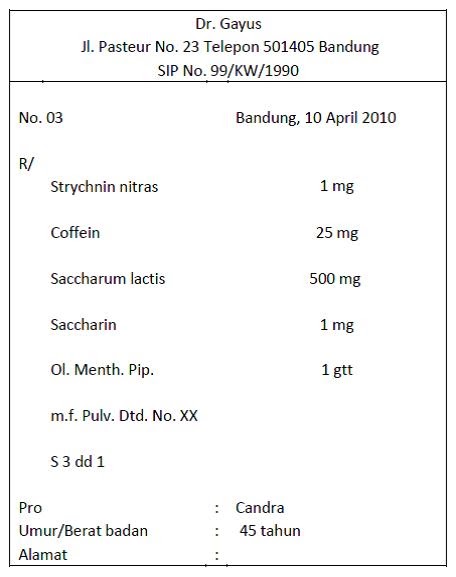 Dr. Gayus
Jl. Pasteur No. 23 Telepon 501405 Bandung
SIP No. 99/KW/1990
No. 03 Bandung, 10 April 2010
R/
Strychnin nitras 1 mg
Coffein 25 mg
Saccharum lactis 500 mg
Saccharin 1 mg
Ol. Menth. Pip. 1 gtt
m.f. Pulv. Dtd. No. XX
S 3 dd 1
Pro : Candra
Umur/Berat badan : 45 tahun
Alamat :